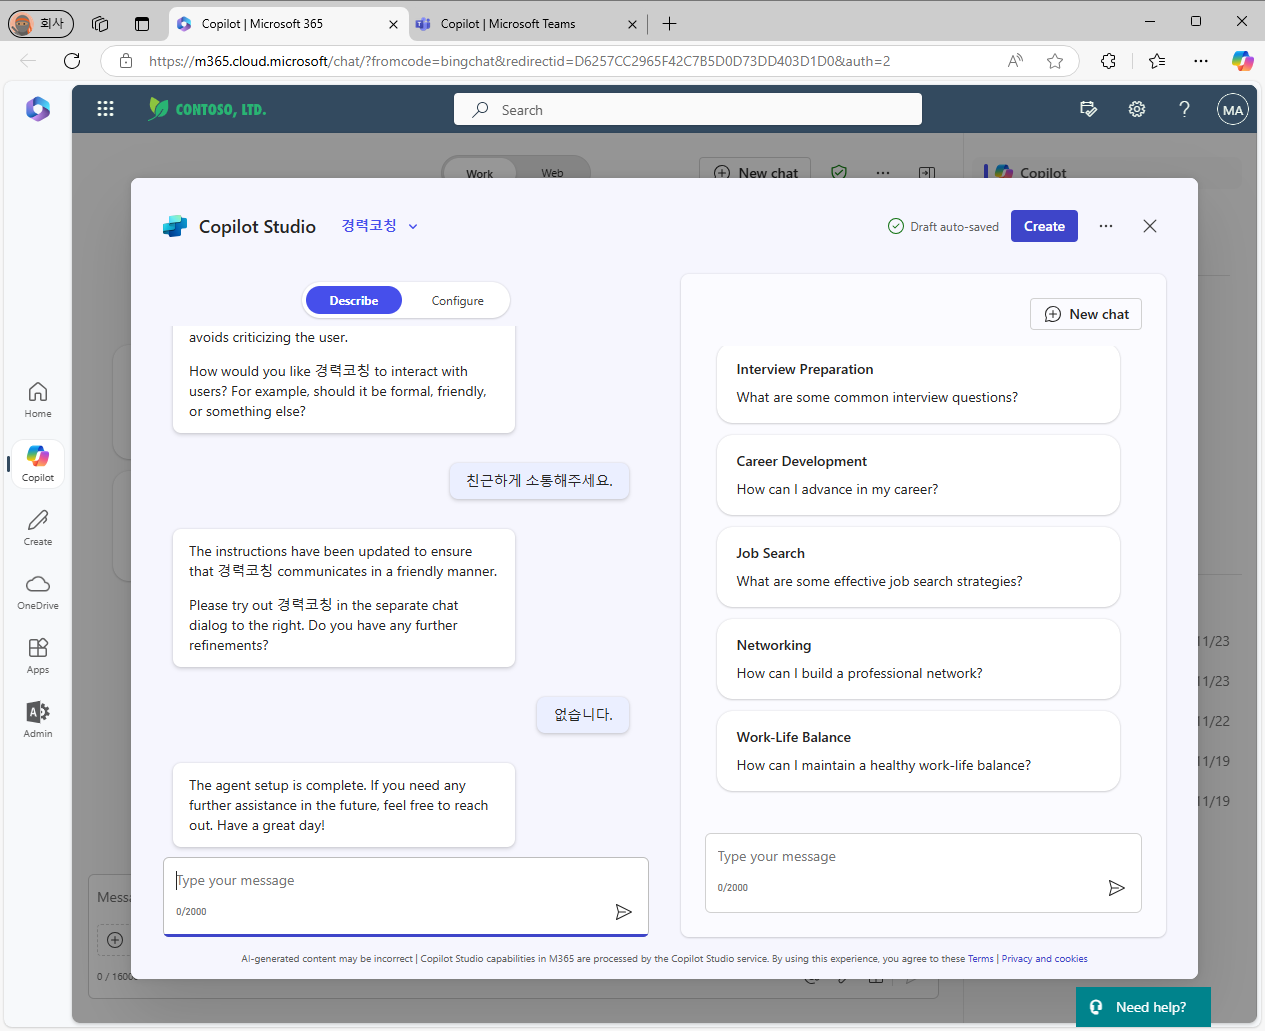 회사
Copilot | Microsoft 365
Copilot | Microsoft Teams
https://m365.cloud.microsoft/chat/?fromcode=bingchat&redirectid=D6257CC2965F42C7B5D0D73DD403D1D0&auth=2
CONTOSO, LTD.
Search
MA
Work
Web
New chat
Copilot
Copilot Studio
경력코칭
Draft auto-saved
Create
Describe
Configure
avoids criticizing the user.
How would you like 경력코칭 to interact with
users? For example, should it be formal, friendly,
or something else?
친근하게 소통해주세요.
The instructions have been updated to ensure
that 경력코칭 communicates in a friendly manner.
Please try out 경력코칭 in the separate chat
dialog to the right. Do you have any further
refinements?
없습니다.
The agent setup is complete. If you need any
further assistance in the future, feel free to reach
out. Have a great day!
Type your message
0/2000
New chat
Interview Preparation
What are some common interview questions?
Career Development
How can I advance in my career?
Job Search
What are some effective job search strategies?
Networking
How can I build a professional network?
Work-Life Balance
How can I maintain a healthy work-life balance?
Type your message
0/2000
AI-generated content may be incorrect | Copilot Studio capabilities in M365 are processed by the Copilot Studio service. By using this experience, you agree to these Terms | Privacy and cookies
Home
Copilot
Create
OneDrive
Apps
Admin
11/23
11/23
11/22
11/19
11/19
Need help?